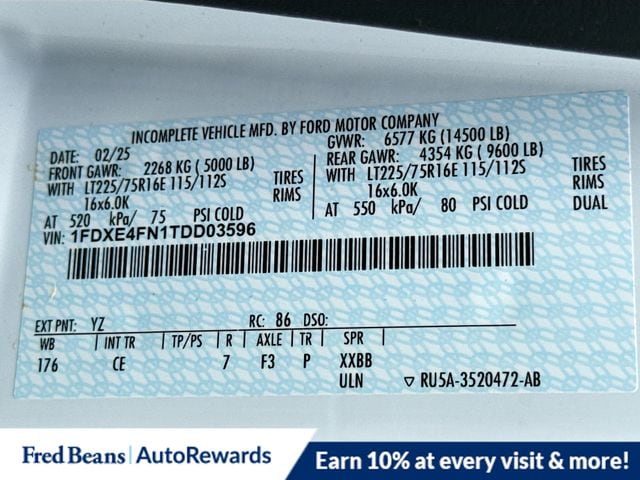 INCOMPLETE VEHICLE MFD. BY FORD MOTOR COMPANY
DATE: 02/25 GVWR: 6577 KG (14500 LB)
FRONT GAWR: 2268 KG ( 5000 LB) REAR GAWR: 4354 KG ( 9600 LB)
WITH LT225/75R16E 115/112S TIRES WITH LT225/75R16E 115/112S TIRES
16x6.0K RIMS 16x6.0K RIMS
AT 520 kPa/ 75 PSI COLD AT 550 kPa/ 80 PSI COLD DUAL
VIN: 1FDXE4FN1TDD03596
EXT PNT: YZ RC: 86 DSO:
WB INT TR TP/PS R AXLE TR SPR
176 CE 7 F3 P XXBB
ULN ▽ RU5A-3520472-AB
Fred Beans AutoRewards Earn 10% at every visit & more!